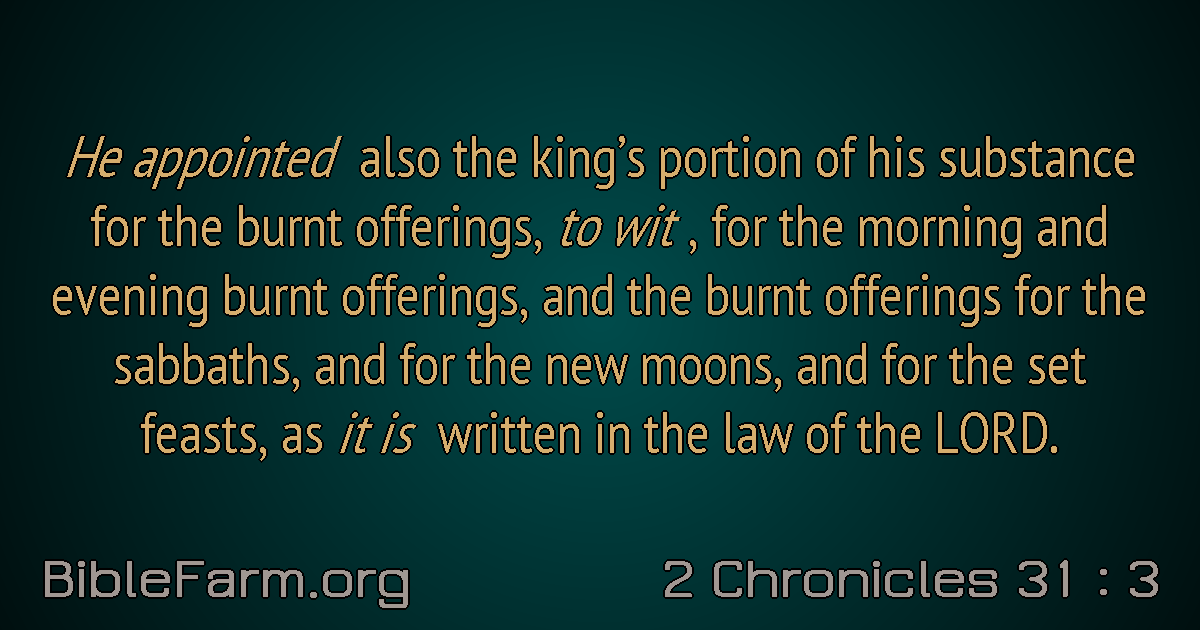 He appointed also the king’s portion of his substance
for the burnt offerings, to wit , for the morning and
evening burnt offerings, and the burnt offerings for the
sabbaths, and for the new moons, and for the set
feasts, as it is written in the law of the LORD.
BibleFarm.org 2 Chronicles 31 : 3